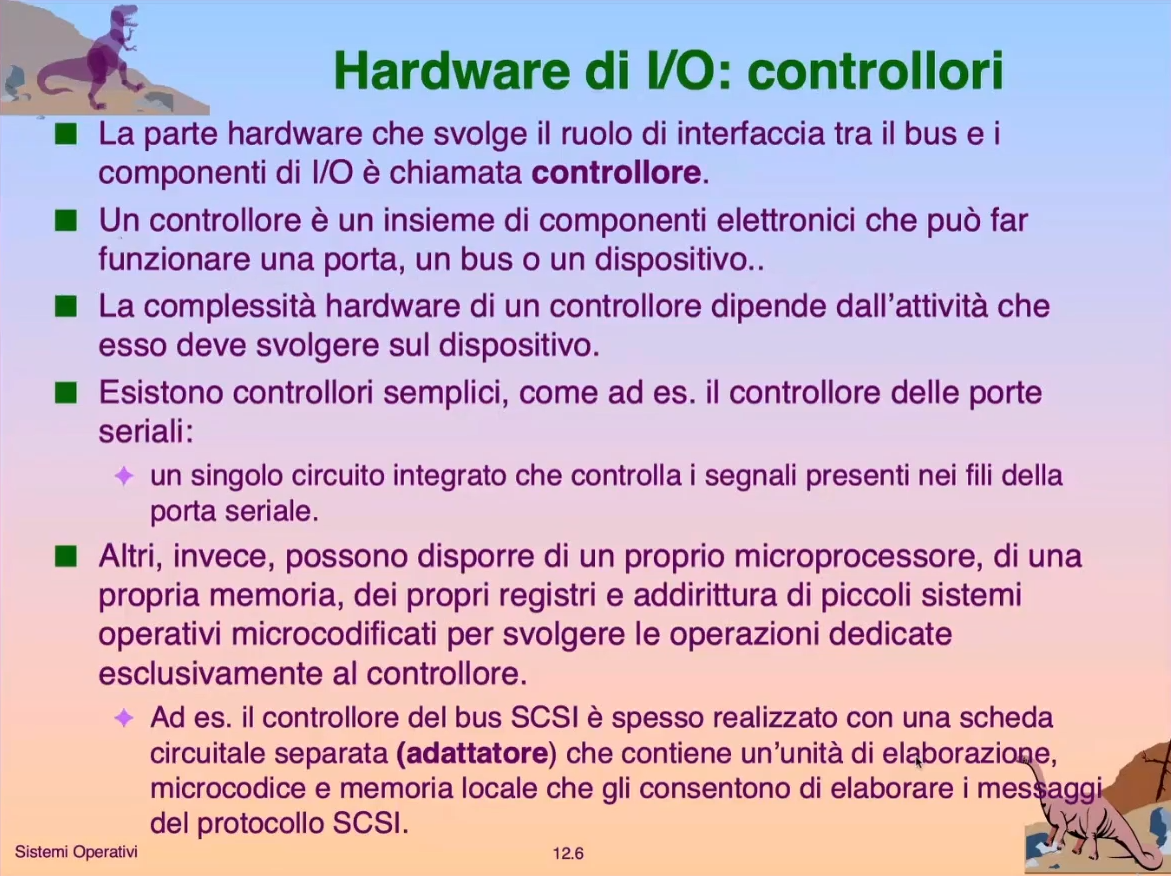 Hardware di I/O: controllori
La parte hardware che svolge il ruolo di interfaccia tra il bus e i
componenti di I/O è chiamata controllore.
Un controllore è un insieme di componenti elettronici che può far
funzionare una porta, un bus o un dispositivo..
La complessità hardware di un controllore dipende dall'attività che
esso deve svolgere sul dispositivo.
Esistono controllori semplici, come ad es. il controllore delle porte
seriali:
un singolo circuito integrato che controlla i segnali presenti nei fili della
porta seriale.
Altri, invece, possono disporre di un proprio microprocessore, di una
propria memoria, dei propri registri e addirittura di piccoli sistemi
operativi microcodificati per svolgere le operazioni dedicate
esclusivamente al controllore.
Ad es. il controllore del bus SCSI è spesso realizzato con una scheda
circuitale separata (adattatore) che contiene un'unità di elaborazione,
microcodice e memoria locale che gli consentono di elaborare i messaggi
del protocollo SCSI.
Sistemi Operativi
12.6